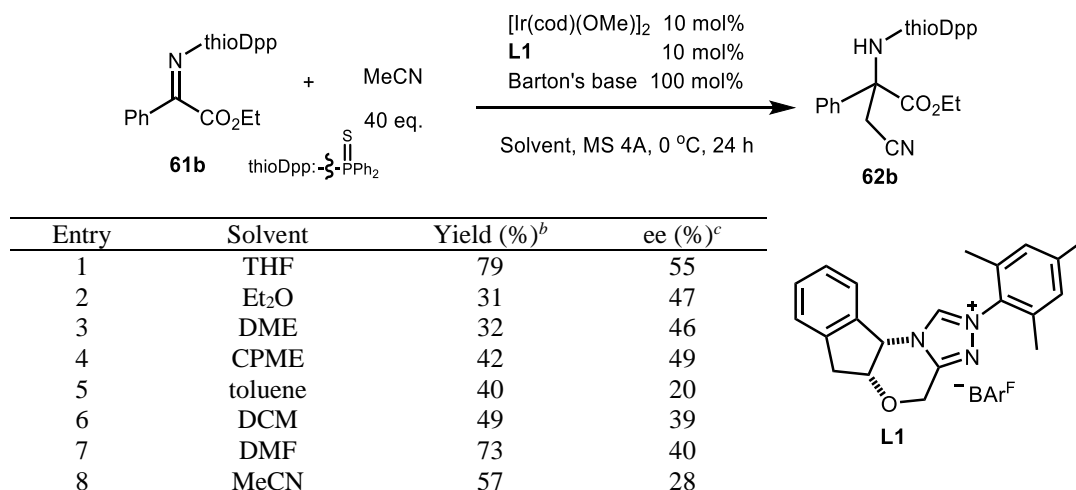 N thioDpp
Ph CO₂Et
61b
+ MeCN
40 eq.
thioDpp: S PPh₂
[Ir(cod)(OMe)]₂ 10 mol%
L1 10 mol%
Barton's base 100 mol%
Solvent, MS 4A, 0 °C, 24 h
HN thioDpp
Ph CO₂Et
CN
62b
Entry Solvent Yield (%)ᵇ ee (%)ᶜ
1 THF 79 55
2 Et₂O 31 47
3 DME 32 46
4 CPME 42 49
5 toluene 40 20
6 DCM 49 39
7 DMF 73 40
8 MeCN 57 28
N N⁺
N
O ⁻BArᶠ
L1